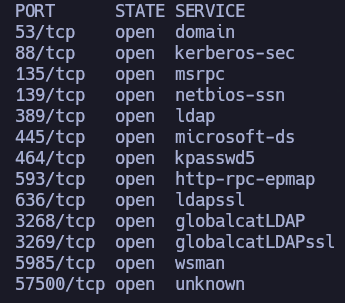 PORT      STATE SERVICE
53/tcp    open  domain
88/tcp    open  kerberos-sec
135/tcp   open  msrpc
139/tcp   open  netbios-ssn
389/tcp   open  ldap
445/tcp   open  microsoft-ds
464/tcp   open  kpasswd5
593/tcp   open  http-rpc-epmap
636/tcp   open  ldapssl
3268/tcp  open  globalcatLDAP
3269/tcp  open  globalcatLDAPssl
5985/tcp  open  wsman
57500/tcp open  unknown